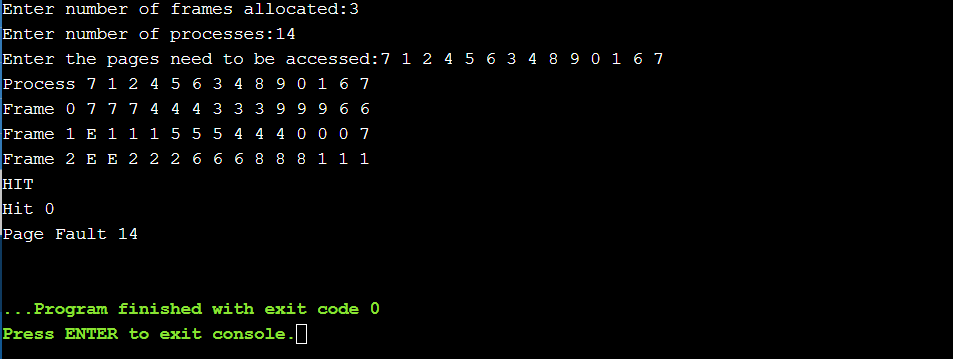 Enter number of frames allocated:3
Enter number of processes:14
Enter the pages need to be accessed:7 1 2 4 5 6 3 4 8 9 0 1 6 7
Process 7 1 2 4 5 6 3 4 8 9 0 1 6 7
Frame 0 7 7 7 4 4 4 3 3 3 9 9 9 6 6
Frame 1 E 1 1 1 5 5 5 4 4 4 0 0 0 7
Frame 2 E E 2 2 2 6 6 6 8 8 8 1 1 1
HIT
Hit 0
Page Fault 14
...Program finished with exit code 0
Press ENTER to exit console.